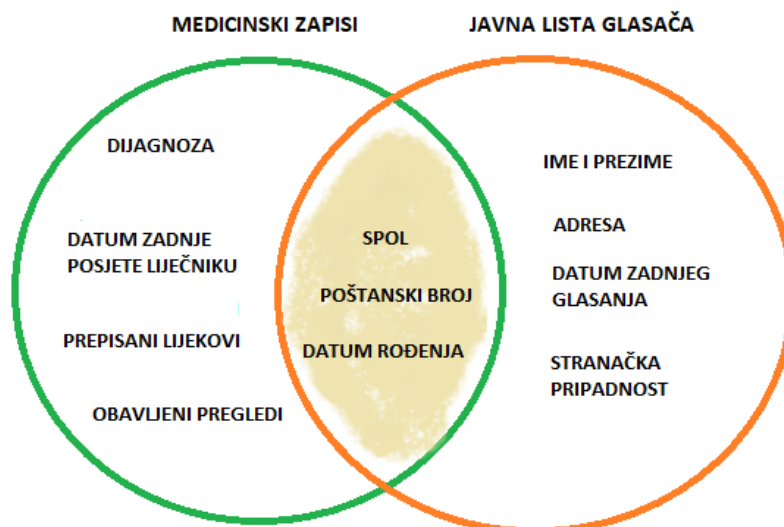 MEDICINSKI ZAPISI
JAVNA LISTA GLASAČA
DIJAGNOZA
DATUM ZADNJE
POSJETE LIJEČNIKU
PREPISANI LIJEKOVI
OBAVLJENI PREGLEDI
SPOL
POŠTANSKI BROJ
DATUM ROĐENJA
IME I PREZIME
ADRESA
DATUM ZADNJEG
GLASANJA
STRANAČKA
PRIPADNOST